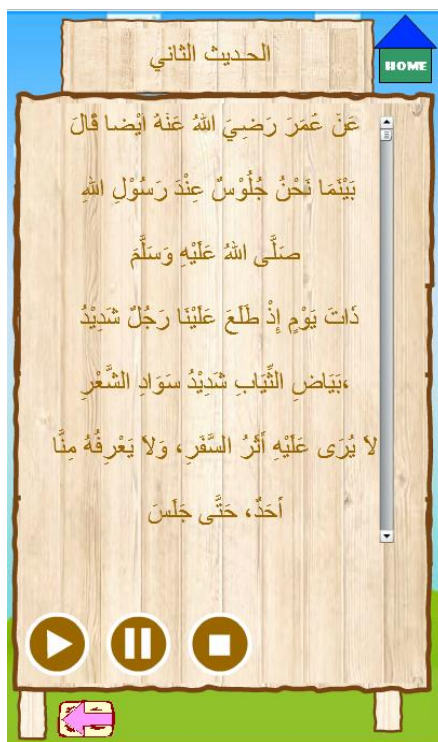 الحديث الثاني
HOME
عَنْ عُمَرَ رَضِيَ اللهُ عَنْهُ أيْضا قَالَ
بَيْنَمَا نَحْنُ جُلُوْسٌ عِنْدَ رَسُوْلِ اللهِ
صَلَّى اللهُ عَلَيْهِ وَسَلَّمَ
ذَاتَ يَوْمٍ إِذْ طَلَعَ عَلَيْنَا رَجُلٌ شَدِيْدُ
،بَيَاضِ الثِّيَابِ شَدِيْدُ سَوَادِ الشَّعْرِ
لاَ يُرَى عَلَيْهِ أَثَرُ السَّفَرِ، وَلاَ يَعْرِفُهُ مِنَّا
أَحَدٌ، حَتَّى جَلَسَ